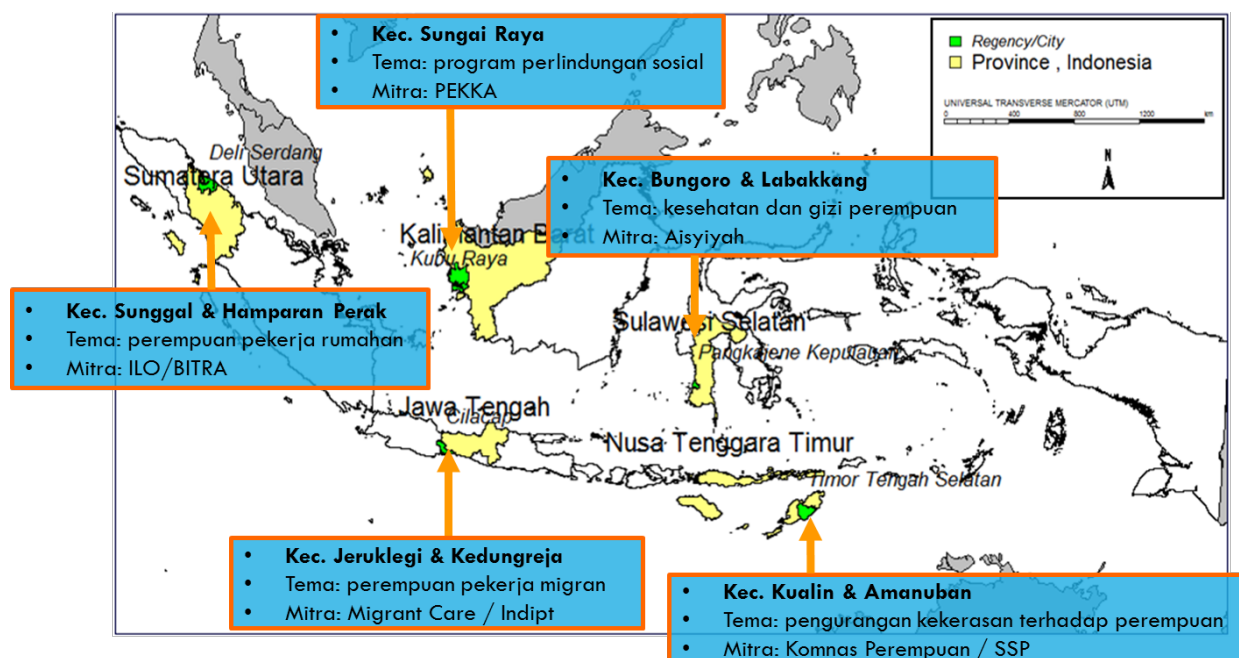 • Kec. Sungai Raya
• Tema: program perlindungan sosial
• Mitra: PEKKA
Regency/City
Province , Indonesia
UNIVERSAL TRANSVERSE MERCATOR (UTM)
0 400 800 1200 km
N
Deli Serdang
Sumatera Utara
• Kec. Bungoro & Labakkang
• Tema: kesehatan dan gizi perempuan
• Mitra: Aisyiyah
Kalimantan Barat
Kubu Raya
• Kec. Sunggal & Hamparan Perak
• Tema: perempuan pekerja rumahan
• Mitra: ILO/BITRA
Sulawesi Selatan
Pangkajene Kepulauan
Jawa Tengah
Cilacap
Nusa Tenggara Timur
Timor Tengah Selatan
• Kec. Jeruklegi & Kedungreja
• Tema: perempuan pekerja migran
• Mitra: Migrant Care / Indipt
• Kec. Kualin & Amanuban
• Tema: pengurangan kekerasan terhadap perempuan
• Mitra: Komnas Perempuan / SSP